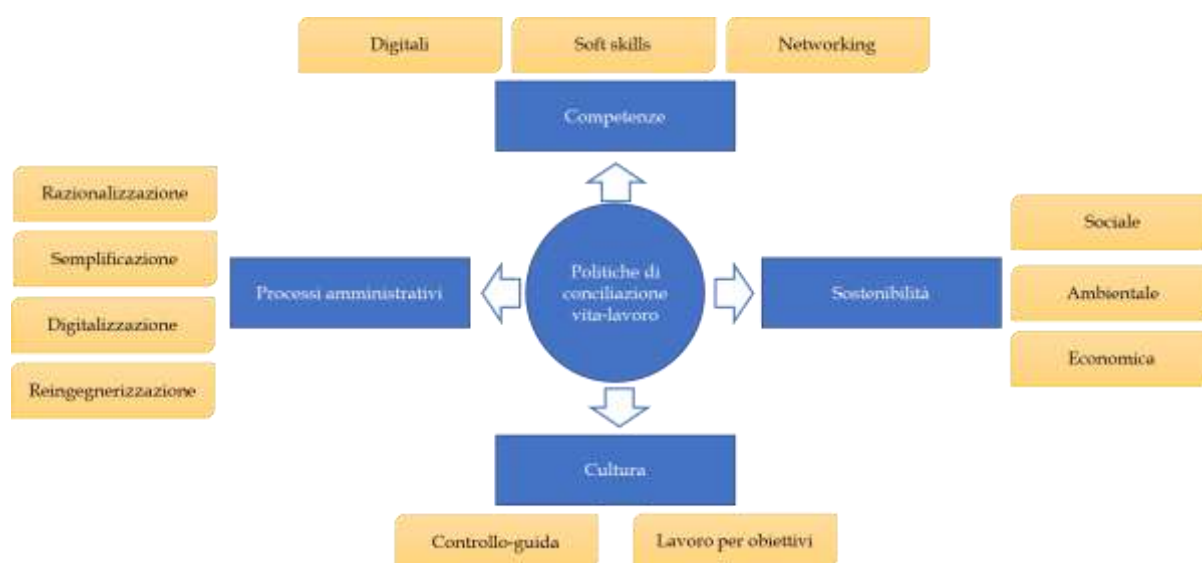 Digitali
Soft skills
Networking
Competenze
Razionalizzazione
Semplificazione
Digitalizzazione
Reingegnerizzazione
Processi amministrativi
Politiche di
conciliazione
vita-lavoro
Sostenibilità
Sociale
Ambientale
Economica
Cultura
Controllo-guida
Lavoro per obiettivi